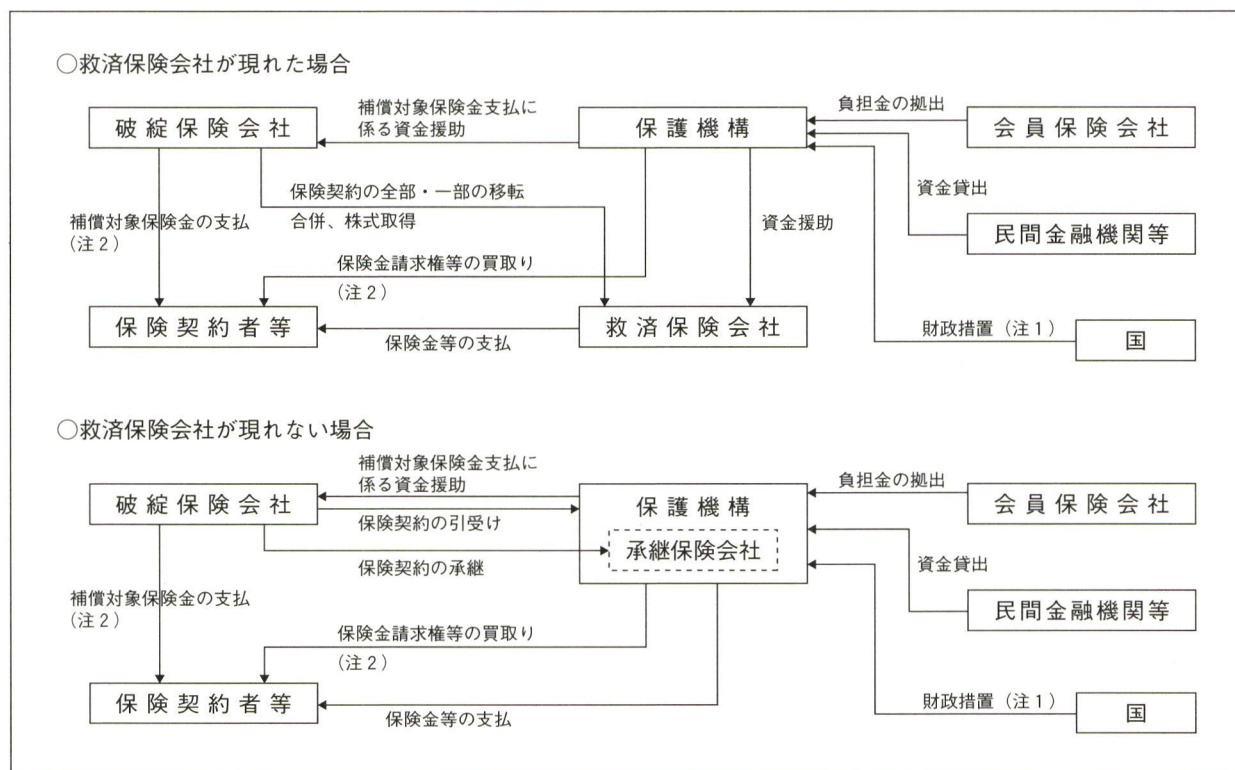 ○救済保険会社が現れた場合
破綻保険会社
補償対象保険金支払に
係る資金援助
保護機構
負担金の拠出
会員保険会社
保険契約の全部・一部の移転
合併、株式取得
補償対象保険金の支払
(注2)
資金援助
資金貸出
民間金融機関等
保険金請求権等の買取り
(注2)
保険契約者等
保険金等の支払
救済保険会社
財政措置(注1)
国
○救済保険会社が現れない場合
破綻保険会社
補償対象保険金支払に
係る資金援助
保険契約の引受け
保険契約の承継
保護機構
承継保険会社
負担金の拠出
会員保険会社
資金貸出
民間金融機関等
補償対象保険金の支払
(注2)
保険金請求権等の買取り
(注2)
保険契約者等
保険金等の支払
財政措置(注1)
国